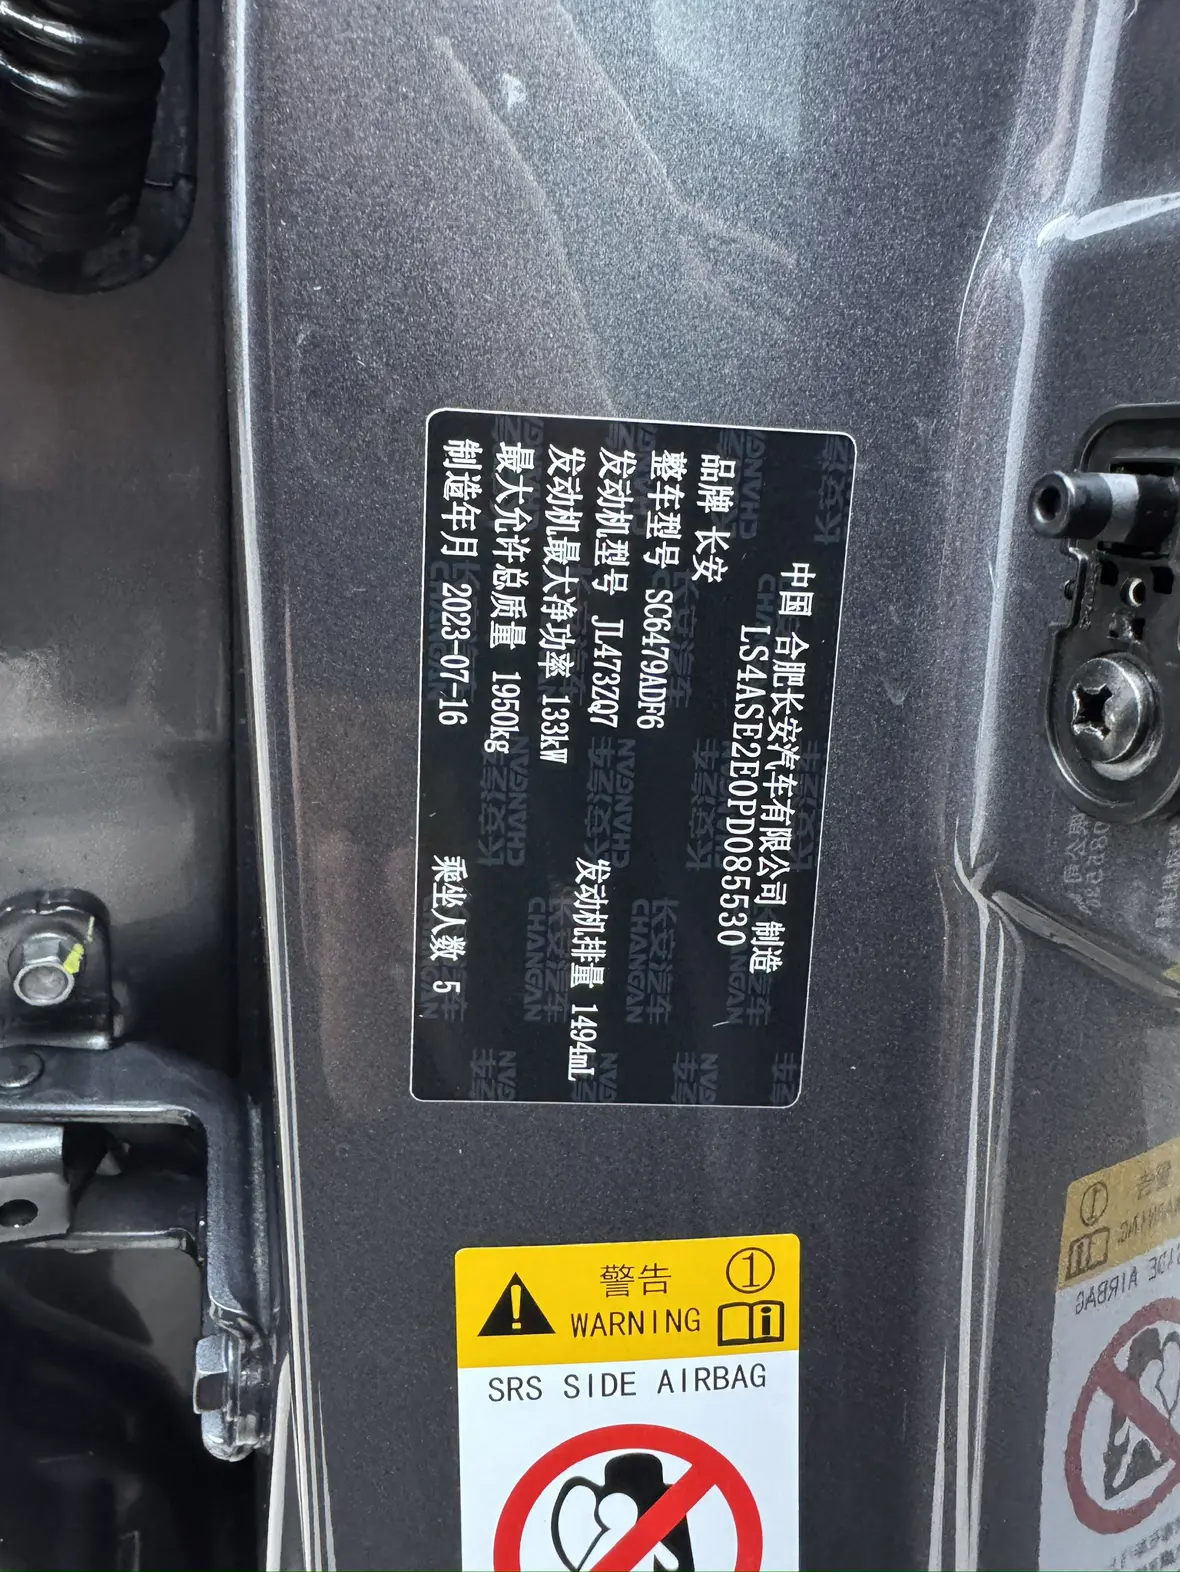 中国 合肥长安汽车有限公司 制造
LS4ASE2E0PD085530
品牌 长安
整车型号 SC6479ADF6
发动机型号 JL473ZQ7 发动机排量 1494mL
发动机最大净功率 133kW
最大允许总质量 1950kg
制造年月 2023-07-16 乘坐人数 5
警告 ①
WARNING
SRS SIDE AIRBAG